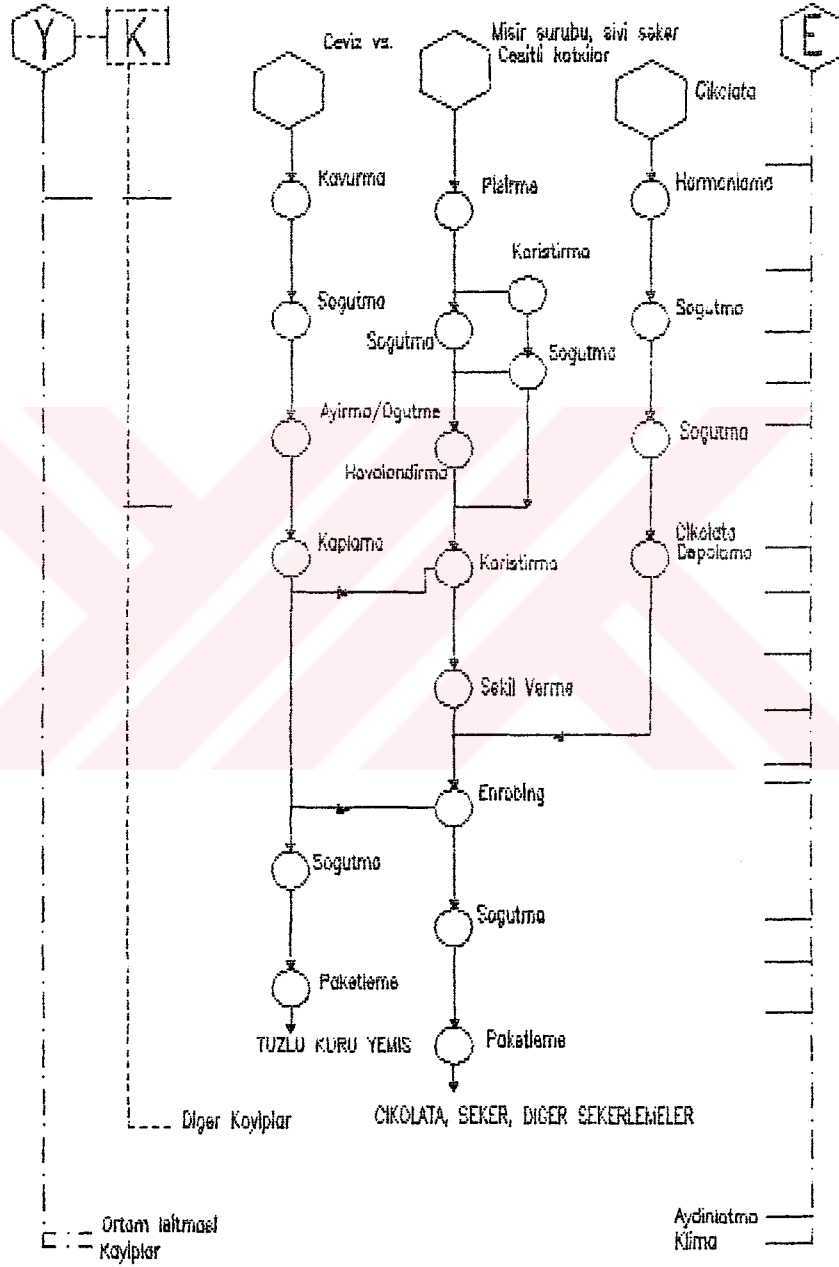 Y
K
E
Ceviz vs.
Misir surubu, sivi seker
Cesitli katkilar
Cikolata
Kavurma
Pisirme
Harmanlama
Karistirma
Sogutma
Sogutma
Sogutma
Sogutma
Ayirma/Ogutme
Sogutma
Havalandirma
Kaplama
Karistirma
Cikolata
Depolama
Sekil Verme
Enrobing
Sogutma
Sogutma
Paketleme
TUZLU KURU YEMIS
Paketleme
Diger Kayiplar
CIKOLATA, SEKER, DIGER SEKERLEMELER
Ortam Isitmasi
Kayiplar
Aydinlatma
Klima